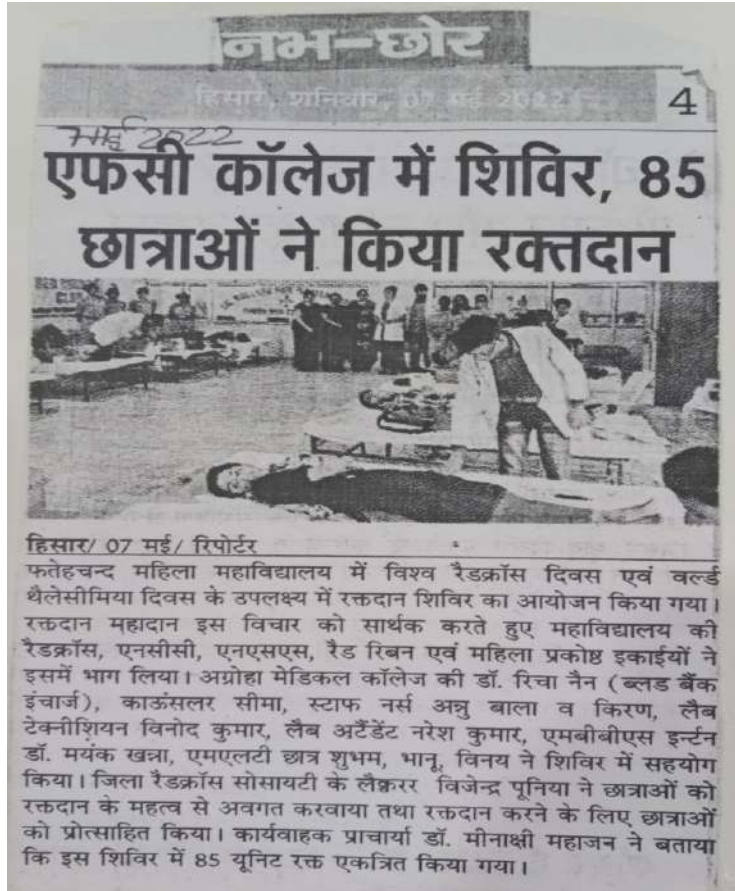 नभ-छोर
हिसार, शनिवार, 07 मई 2022
4
7 मई 2022
एफसी कॉलेज में शिविर, 85
छात्राओं ने किया रक्तदान
हिसार/ 07 मई/ रिपोर्टर
फतेहचन्द महिला महाविद्यालय में विश्व रैडक्रॉस दिवस एवं वर्ल्ड
थैलेसीमिया दिवस के उपलक्ष्य में रक्तदान शिविर का आयोजन किया गया।
रक्तदान महादान इस विचार को सार्थक करते हुए महाविद्यालय की
रैडक्रॉस, एनसीसी, एनएसएस, रैड रिबन एवं महिला प्रकोष्ठ इकाईयों ने
इसमें भाग लिया। अग्रोहा मेडिकल कॉलेज की डॉ. रिचा नैन (ब्लड बैंक
इंचार्ज), काऊंसलर सीमा, स्टाफ नर्स अन्नु बाला व किरण, लैब
टेक्नीशियन विनोद कुमार, लैब अटैंडेंट नरेश कुमार, एमबीबीएस इर्न्टन
डॉ. मयंक खन्ना, एमएलटी छात्र शुभम, भानू, विनय ने शिविर में सहयोग
किया। जिला रैडक्रॉस सोसायटी के लैक्रर विजेन्द्र पूनिया ने छात्राओं को
रक्तदान के महत्व से अवगत करवाया तथा रक्तदान करने के लिए छात्राओं
को प्रोत्साहित किया। कार्यवाहक प्राचार्या डॉ. मीनाक्षी महाजन ने बताया
कि इस शिविर में 85 यूनिट रक्त एकत्रित किया गया।